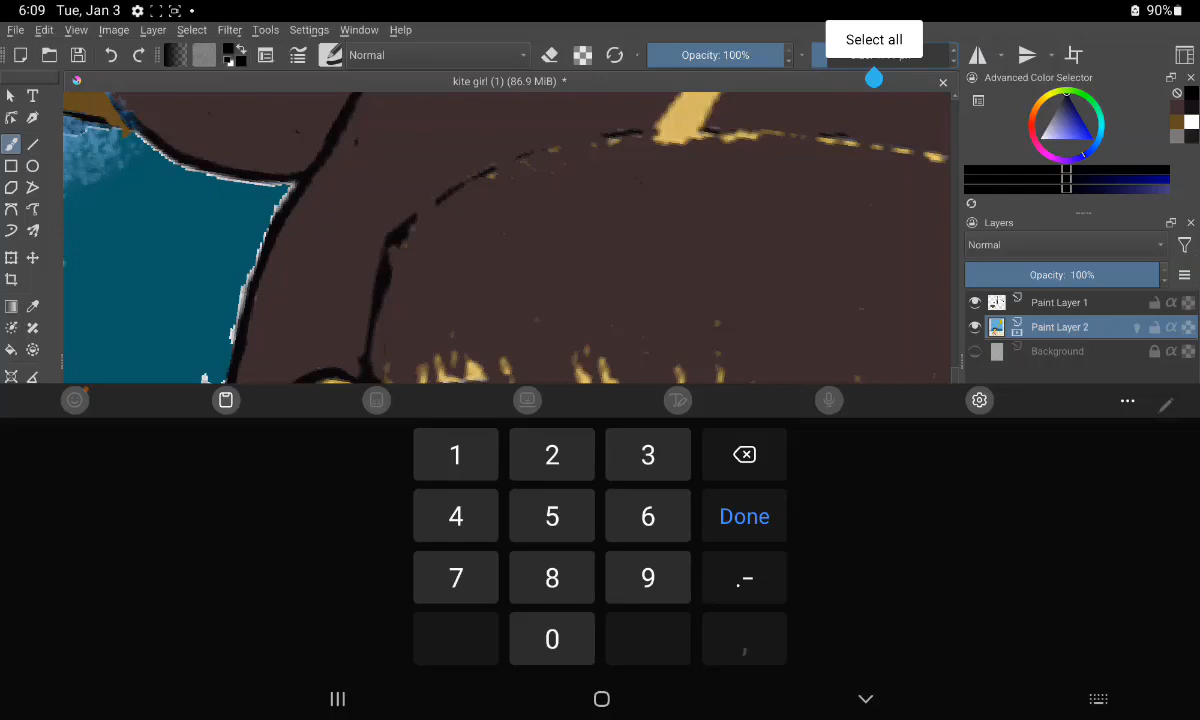 6:09 Tue, Jan 3 90%
Select all
File Edit View Image Layer Select Filter Tools Settings Window Help
Normal Opacity: 100%
kite girl (1) (86.9 MiB) *
Advanced Color Selector
Layers
Normal
Opacity: 100%
Paint Layer 1
Paint Layer 2
Background
1 2 3
4 5 6 Done
7 8 9 .-
0 ,